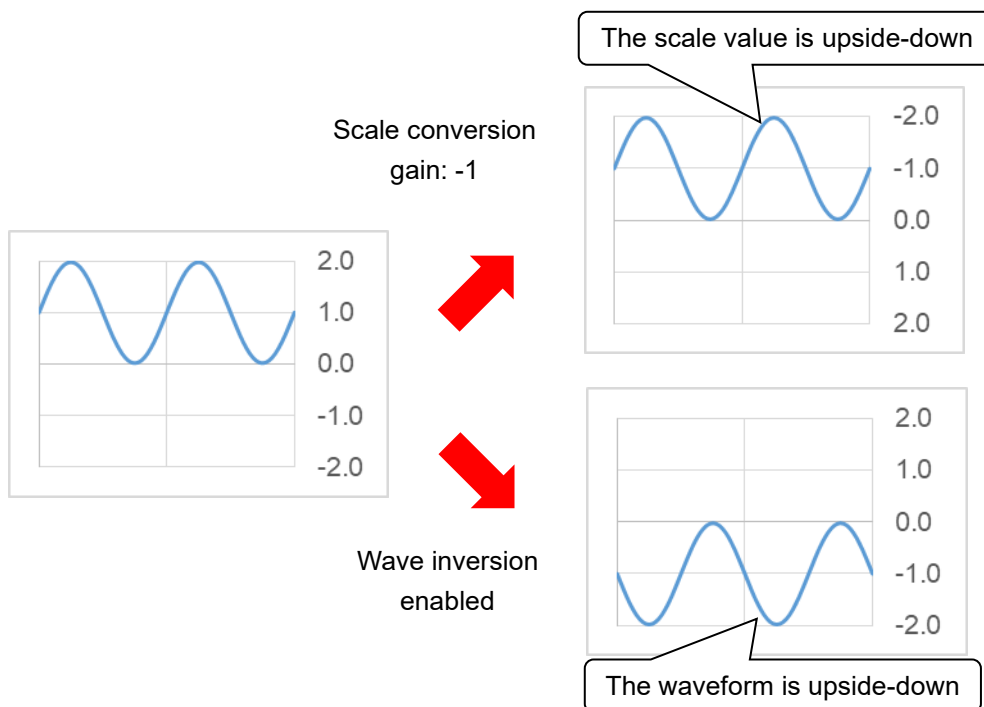 The scale value is upside-down
Scale conversion
gain: -1
-2.0
-1.0
0.0
1.0
2.0
2.0
1.0
0.0
-1.0
-2.0
Wave inversion
enabled
2.0
1.0
0.0
-1.0
-2.0
The waveform is upside-down